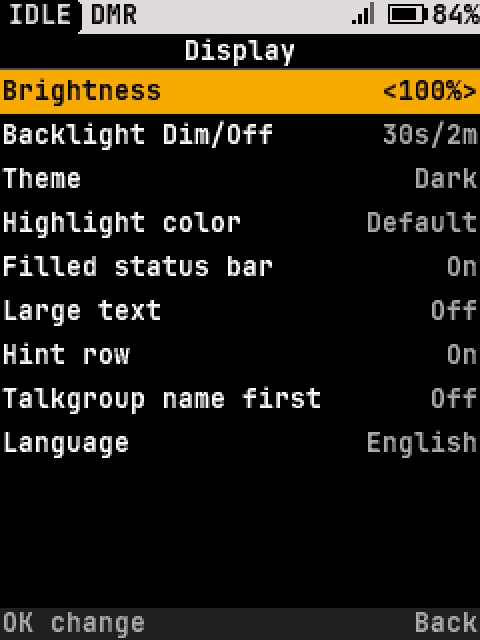 IDLE DMR 84%
Display
Brightness <100%>
Backlight Dim/Off 30s/2m
Theme Dark
Highlight color Default
Filled status bar On
Large text Off
Hint row On
Talkgroup name first Off
Language English
OK change Back